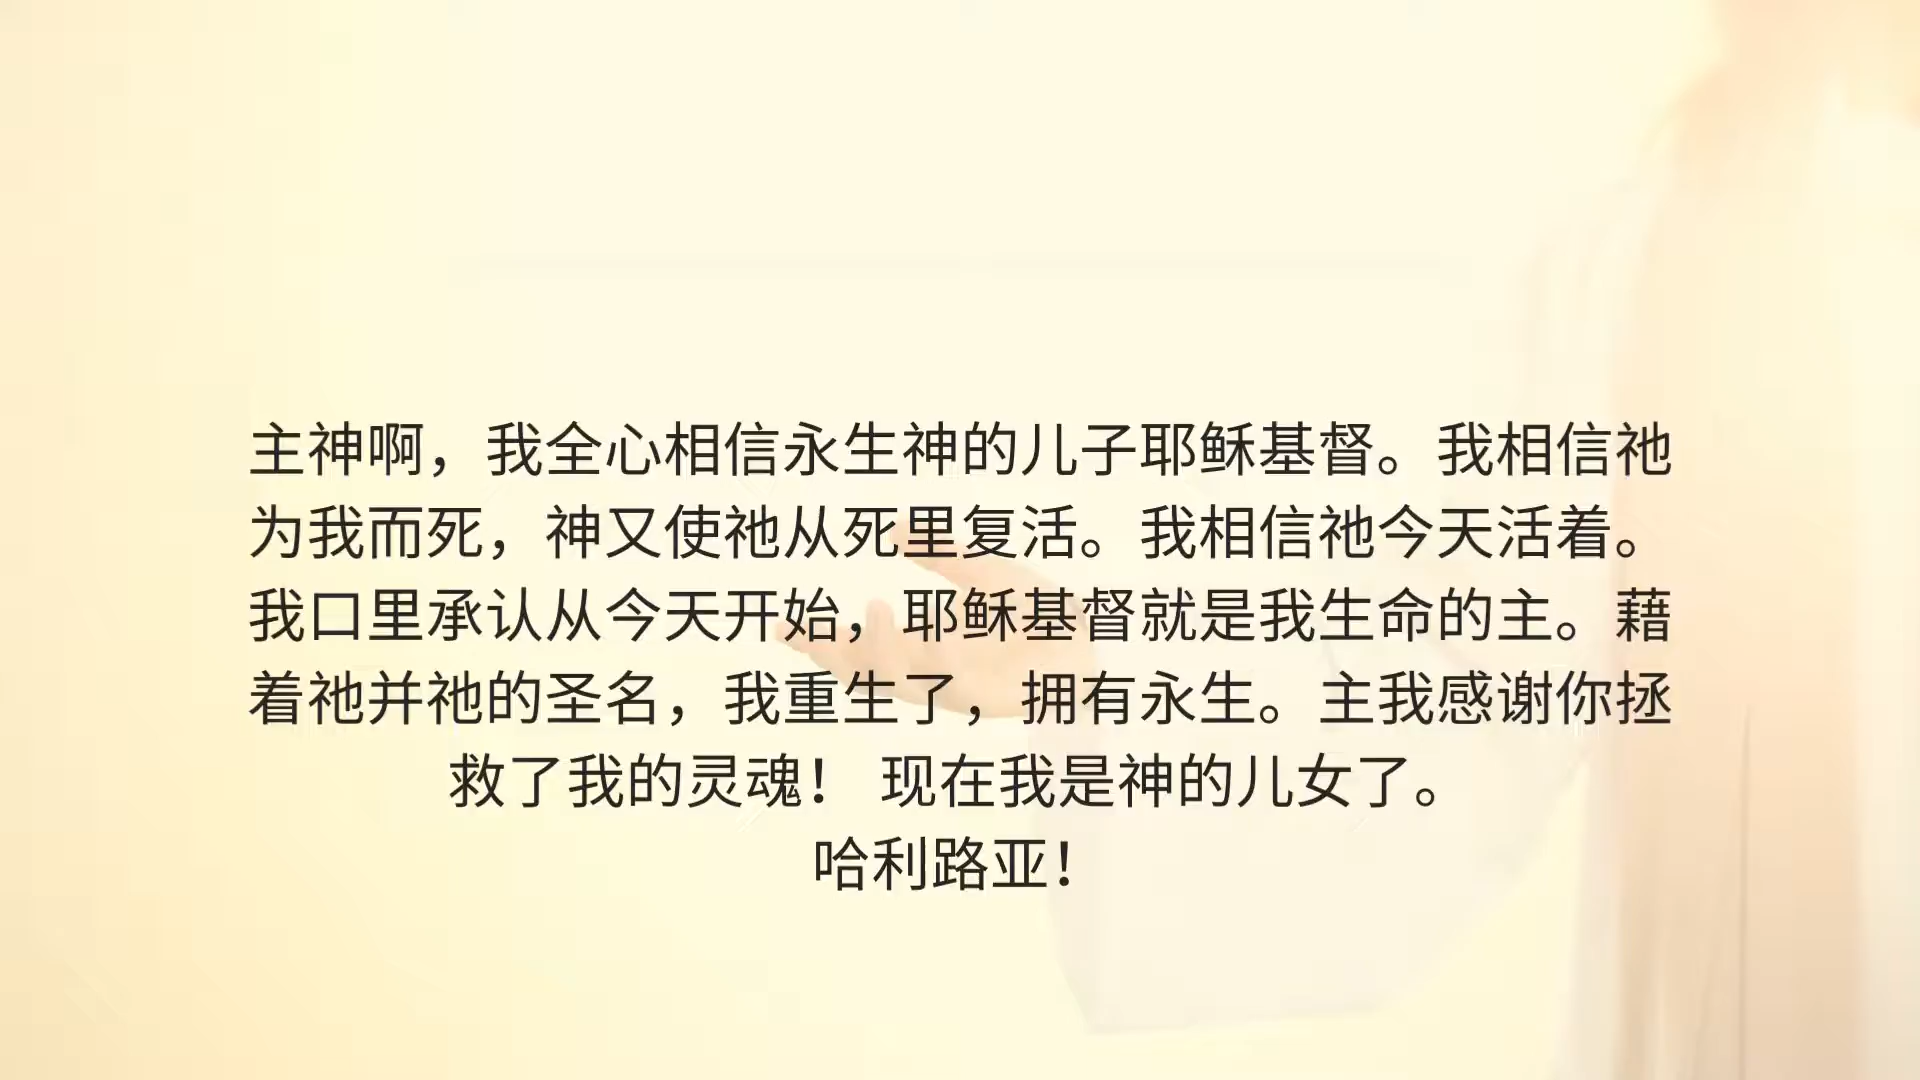 主神啊，我全心相信永生神的儿子耶稣基督。我相信祂
为我而死，神又使祂从死里复活。我相信祂今天活着。
我口里承认从今天开始，耶稣基督就是我生命的主。藉
着祂并祂的圣名，我重生了，拥有永生。主我感谢你拯
救了我的灵魂！ 现在我是神的儿女了。
哈利路亚！